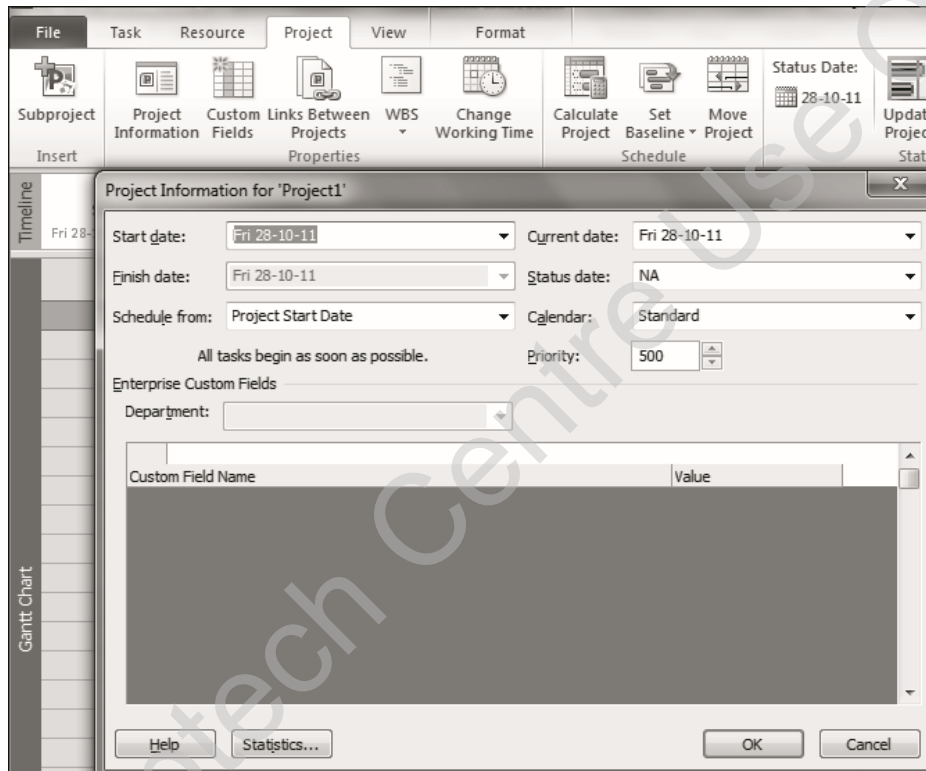 File Task Resource Project View Format
Subproject
Project Information
Custom Fields
Links Between Projects
WBS
Change Working Time
Calculate Project
Set Baseline
Move Project
Status Date:
28-10-11
Insert Properties Schedule
Timeline
Fri 28-
Project Information for 'Project1'
Start date: Fri 28-10-11 Current date: Fri 28-10-11
Finish date: Fri 28-10-11 Status date: NA
Schedule from: Project Start Date Calendar: Standard
All tasks begin as soon as possible. Priority: 500
Enterprise Custom Fields
Department:
Custom Field Name Value
Gantt Chart
Help Statistics... OK Cancel
Centre Use